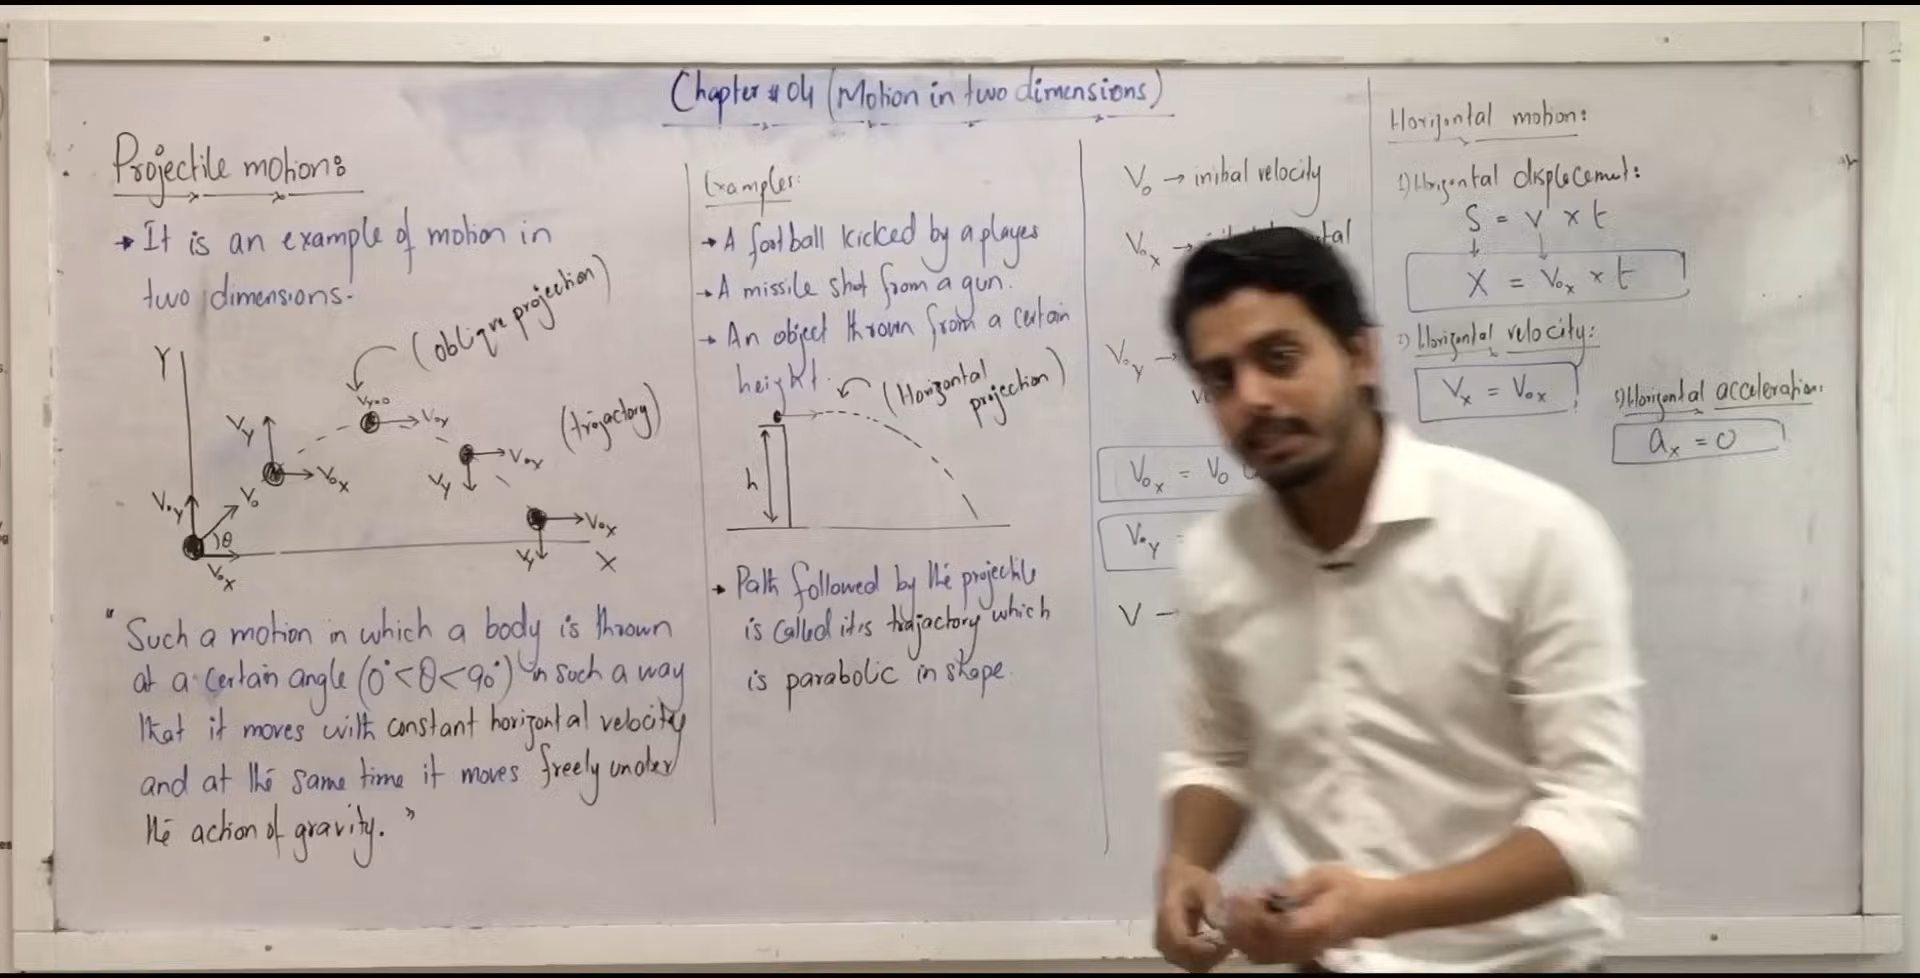 Chapter # 04 (Motion in two dimensions)
Projectile motion:
→ It is an example of motion in
two dimensions.
(oblique projection)
Y
Vy=0
Voy
Vy
Vox
(trajactory)
Vox
Vy
Voy
Vo
θ
Vox
Vox
Vy
X
"Such a motion in which a body is thrown
at a certain angle (0°<θ<90°) in such a way
that it moves with constant horizontal velocity
and at the same time it moves freely under
the action of gravity."
Examples:
→ A football kicked by a player
→ A missile shot from a gun.
→ An object thrown from a certain
height.
(Horizontal
projection)
h
→ Path followed by the projectile
is called it's trajactory which
is parabolic in shape.
Vo → initial velocity
Vox →
Voy →
Vox = Vo
Voy =
V →
Horizontal motion:
1) Horizontal displacement:
S = v × t
X = Vox × t
2) Horizontal velocity:
Vx = Vox
3) Horizontal acceleration:
ax = 0